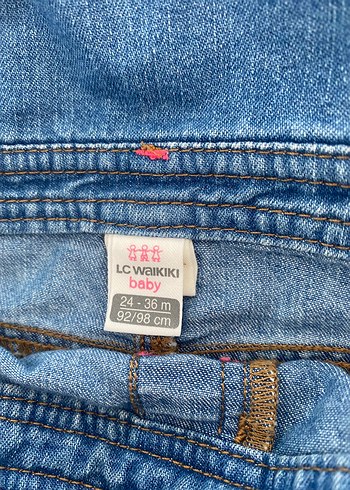 LC WAIKIKI
baby
24 - 36 m
92/98 cm